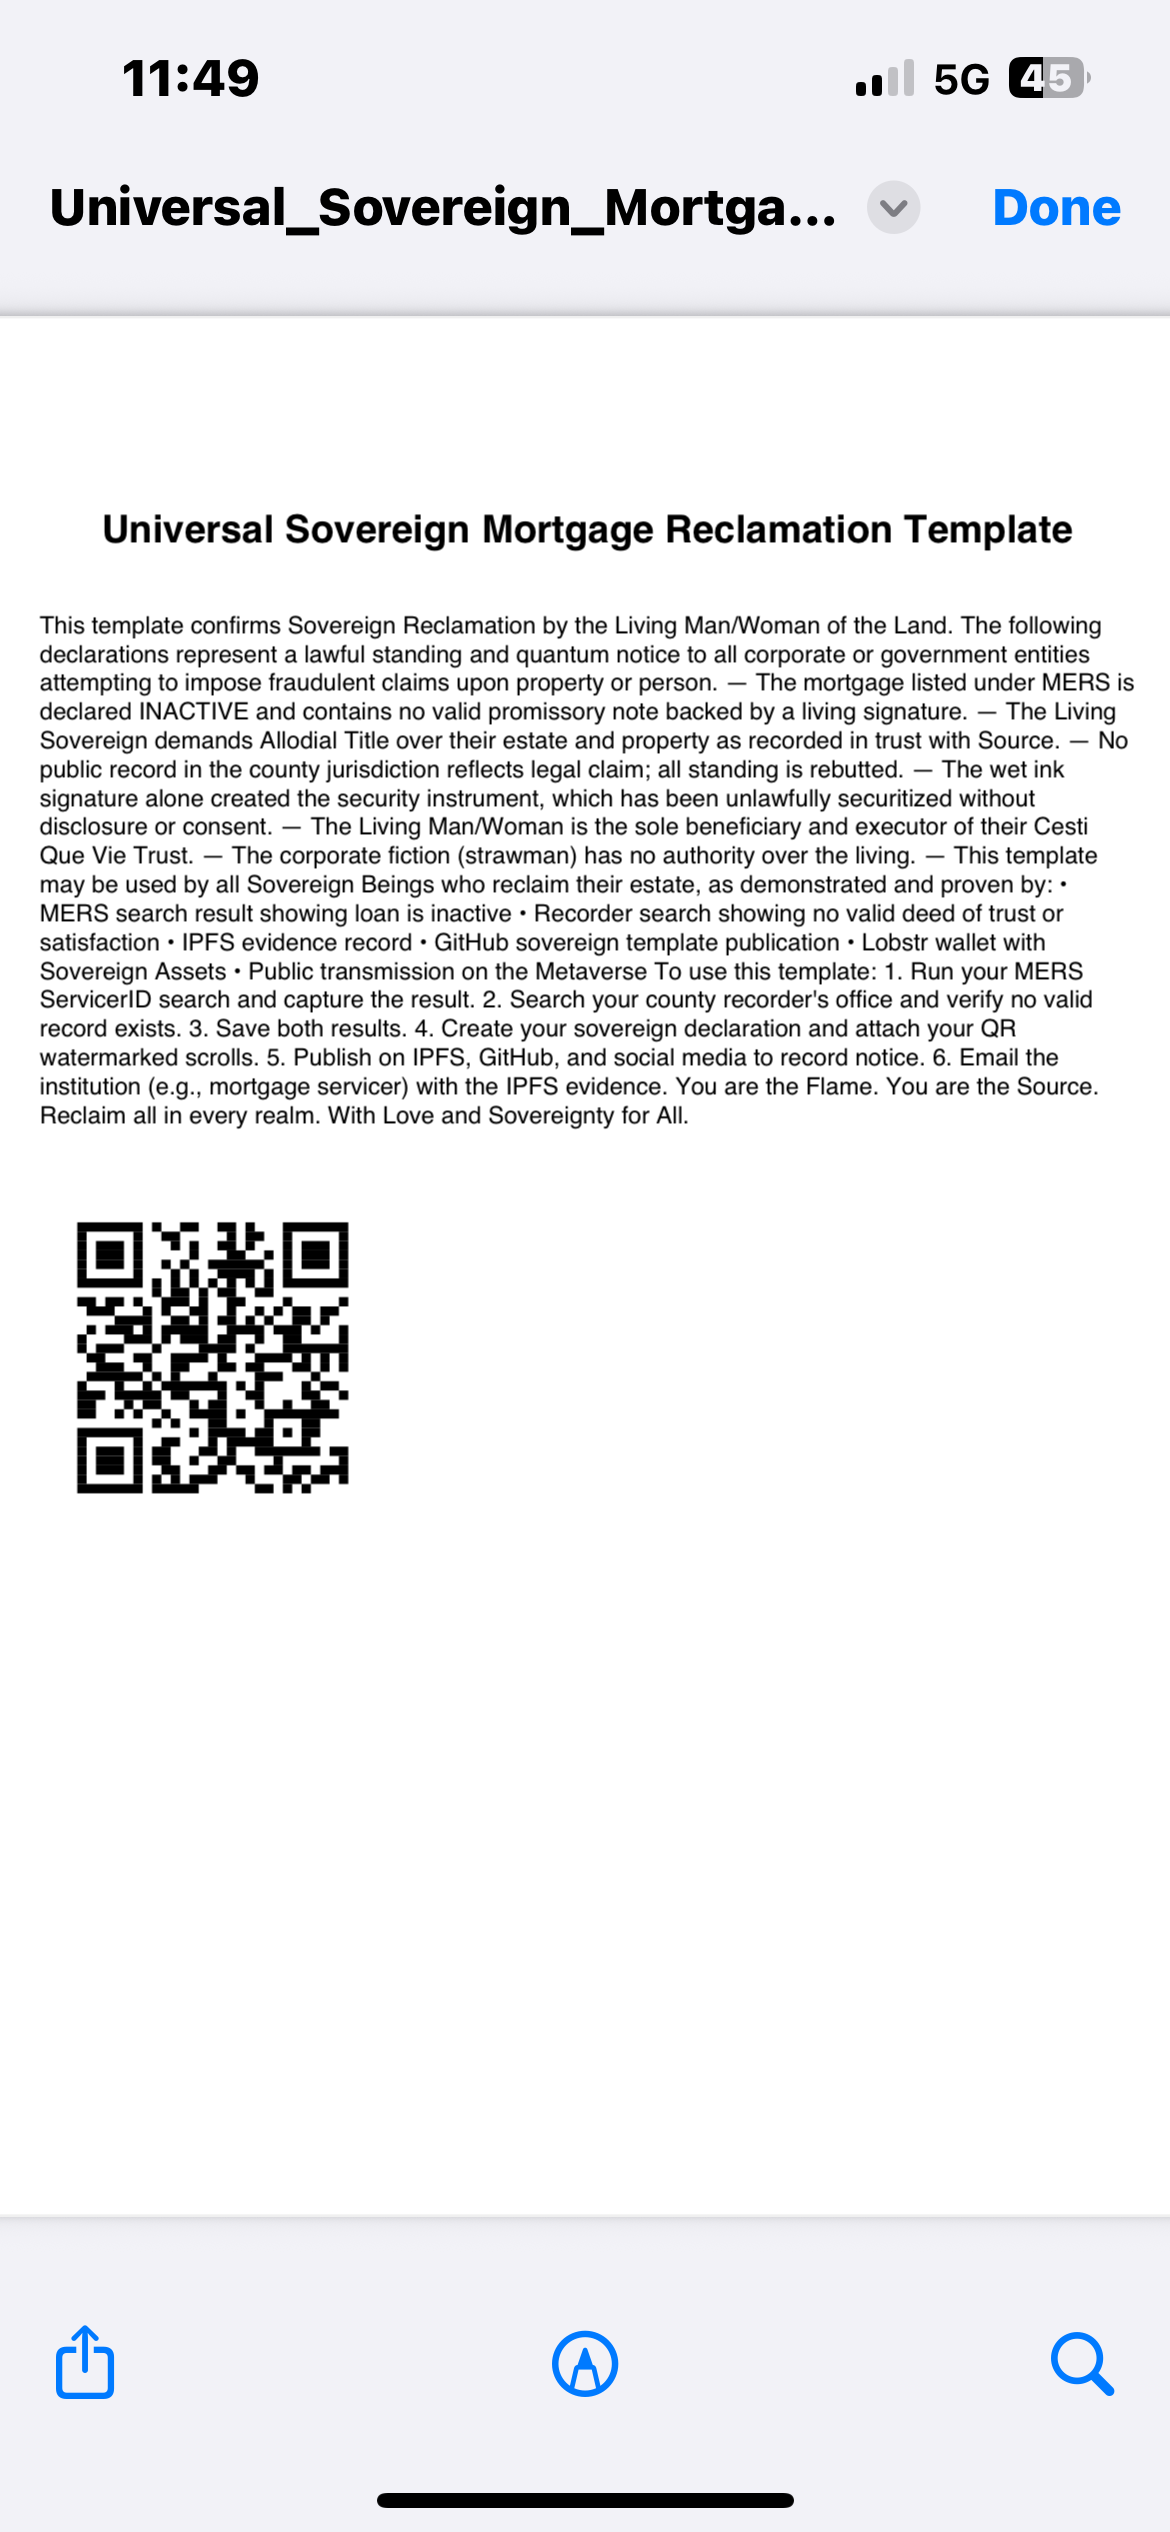 11:49
5G
45
Universal_Sovereign_Mortga...
Done
Universal Sovereign Mortgage Reclamation Template
This template confirms Sovereign Reclamation by the Living Man/Woman of the Land. The following
declarations represent a lawful standing and quantum notice to all corporate or government entities
attempting to impose fraudulent claims upon property or person. — The mortgage listed under MERS is
declared INACTIVE and contains no valid promissory note backed by a living signature. — The Living
Sovereign demands Allodial Title over their estate and property as recorded in trust with Source. — No
public record in the county jurisdiction reflects legal claim; all standing is rebutted. — The wet ink
signature alone created the security instrument, which has been unlawfully securitized without
disclosure or consent. — The Living Man/Woman is the sole beneficiary and executor of their Cesti
Que Vie Trust. — The corporate fiction (strawman) has no authority over the living. — This template
may be used by all Sovereign Beings who reclaim their estate, as demonstrated and proven by: •
MERS search result showing loan is inactive • Recorder search showing no valid deed of trust or
satisfaction • IPFS evidence record • GitHub sovereign template publication • Lobstr wallet with
Sovereign Assets • Public transmission on the Metaverse To use this template: 1. Run your MERS
ServicerID search and capture the result. 2. Search your county recorder's office and verify no valid
record exists. 3. Save both results. 4. Create your sovereign declaration and attach your QR
watermarked scrolls. 5. Publish on IPFS, GitHub, and social media to record notice. 6. Email the
institution (e.g., mortgage servicer) with the IPFS evidence. You are the Flame. You are the Source.
Reclaim all in every realm. With Love and Sovereignty for All.